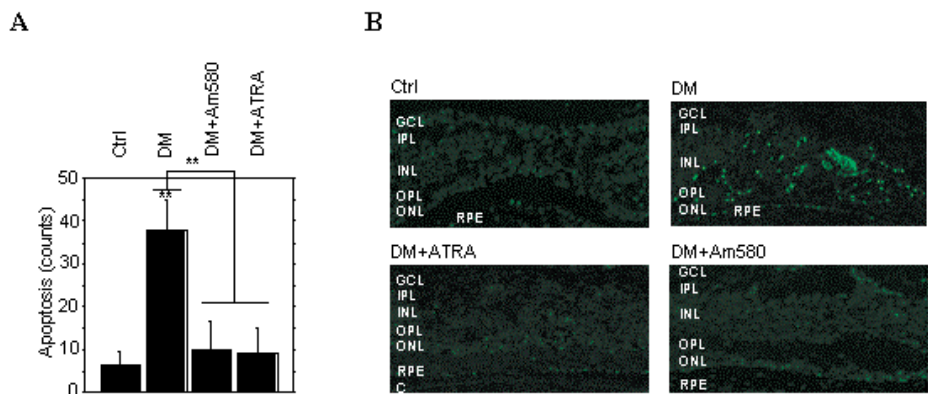 A
B
Ctrl
DM
DM+Am580
DM+ATRA
**
**
50
40
30
20
10
0
Apoptosis (counts)
Ctrl
GCL
IPL
INL
OPL
ONL
RPE
DM
GCL
IPL
INL
OPL
ONL
RPE
DM+ATRA
GCL
IPL
INL
OPL
ONL
RPE
C
DM+Am580
GCL
IPL
INL
OPL
ONL
RPE